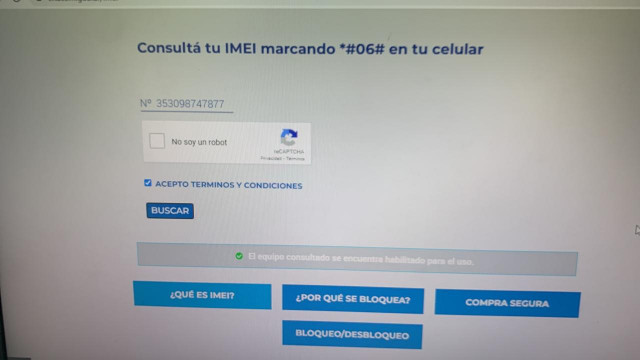 Consultá tu IMEI marcando *#06# en tu celular
Nº 353098747877
No soy un robot
reCAPTCHA
Privacidad - Términos
ACEPTO TERMINOS Y CONDICIONES
BUSCAR
El equipo consultado se encuentra habilitado para el uso.
¿QUÉ ES IMEI?
¿POR QUÉ SE BLOQUEA?
COMPRA SEGURA
BLOQUEO/DESBLOQUEO